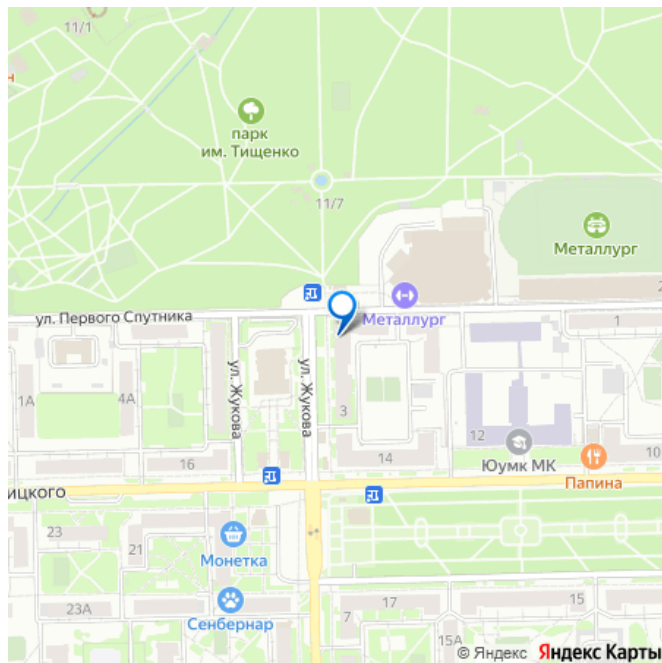 11/1
н
парк
им. Тищенко
11/7
Металлург
2
ул. Первого Спутника
Металлург
1
ул. Жукова
ул. Жукова
1А
4А
3
12
16
14
10
Юумк МК
Папина
ицкого
23
21
Монетка
23А
Сенбернар
7
17
15
15А
© Яндекс Яндекс Карты